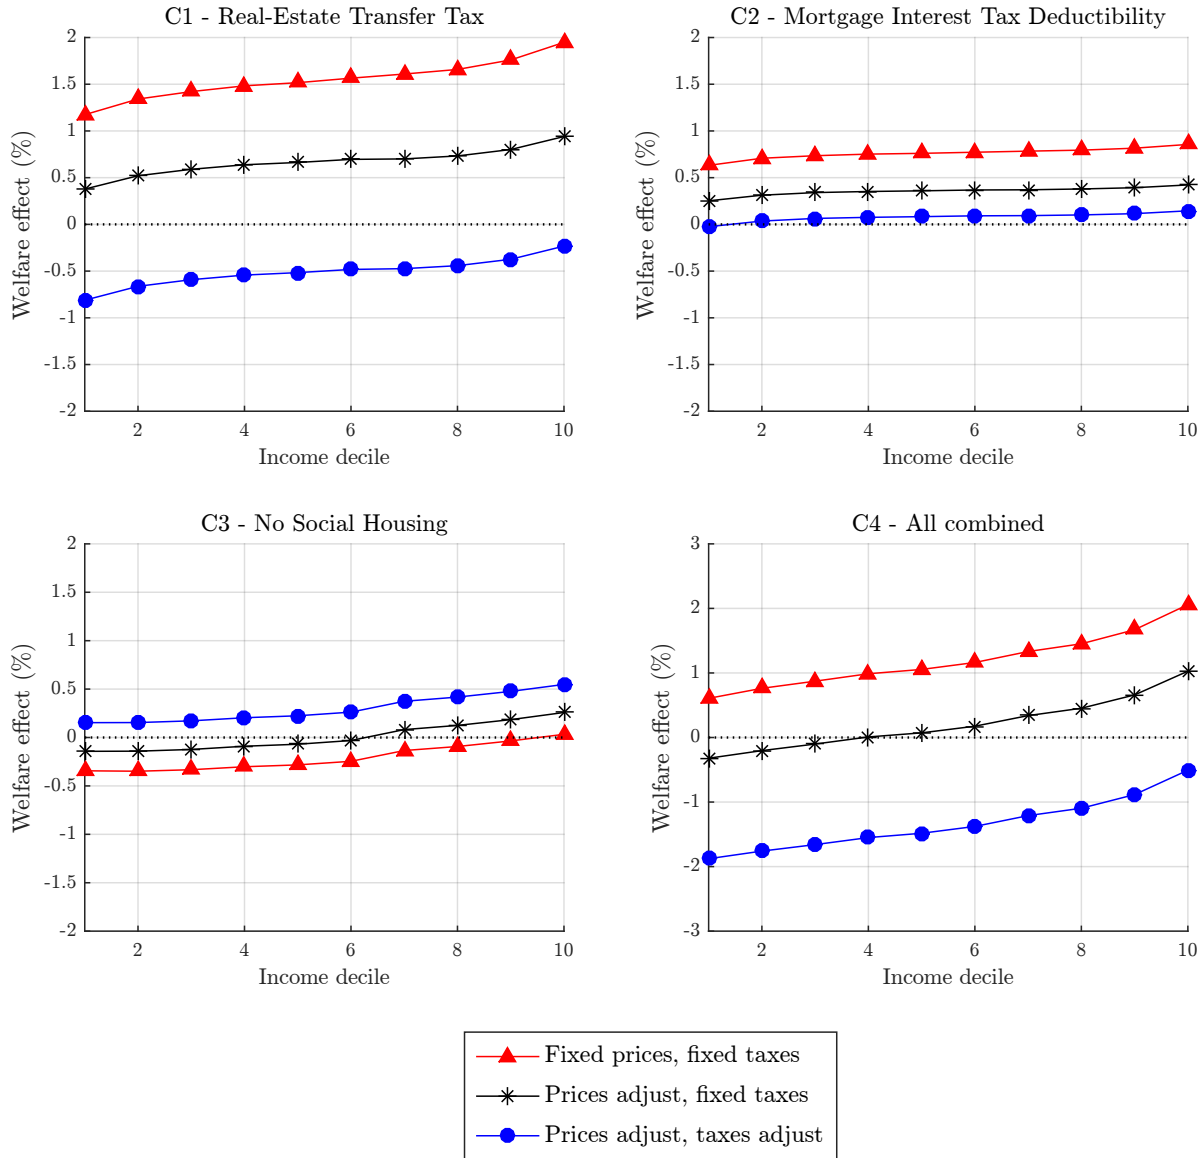 C1 - Real-Estate Transfer Tax
2
1.5
1
0.5
0
-0.5
-1
-1.5
-2
Welfare effect (%)
2 4 6 8 10
Income decile
C2 - Mortgage Interest Tax Deductibility
2
1.5
1
0.5
0
-0.5
-1
-1.5
-2
Welfare effect (%)
2 4 6 8 10
Income decile
C3 - No Social Housing
2
1.5
1
0.5
0
-0.5
-1
-1.5
-2
Welfare effect (%)
2 4 6 8 10
Income decile
C4 - All combined
3
2
1
0
-1
-2
-3
Welfare effect (%)
2 4 6 8 10
Income decile
Fixed prices, fixed taxes
Prices adjust, fixed taxes
Prices adjust, taxes adjust